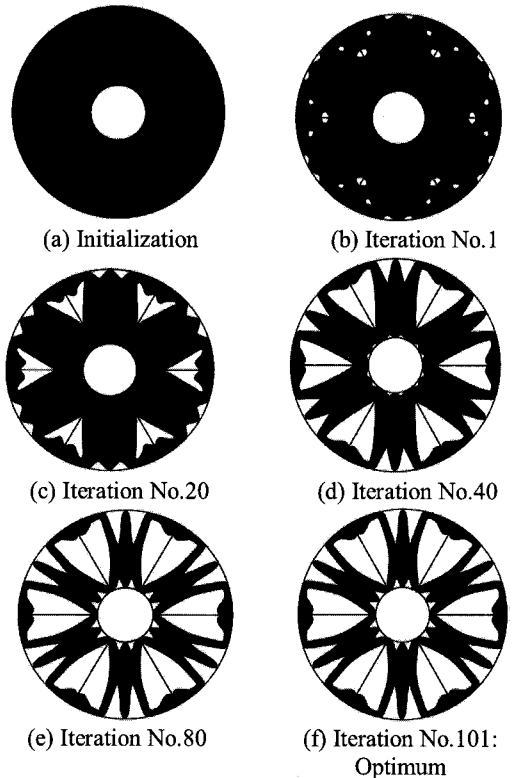 (a) Initialization
(b) Iteration No.1
(c) Iteration No.20
(d) Iteration No.40
(e) Iteration No.80
(f) Iteration No.101:
Optimum